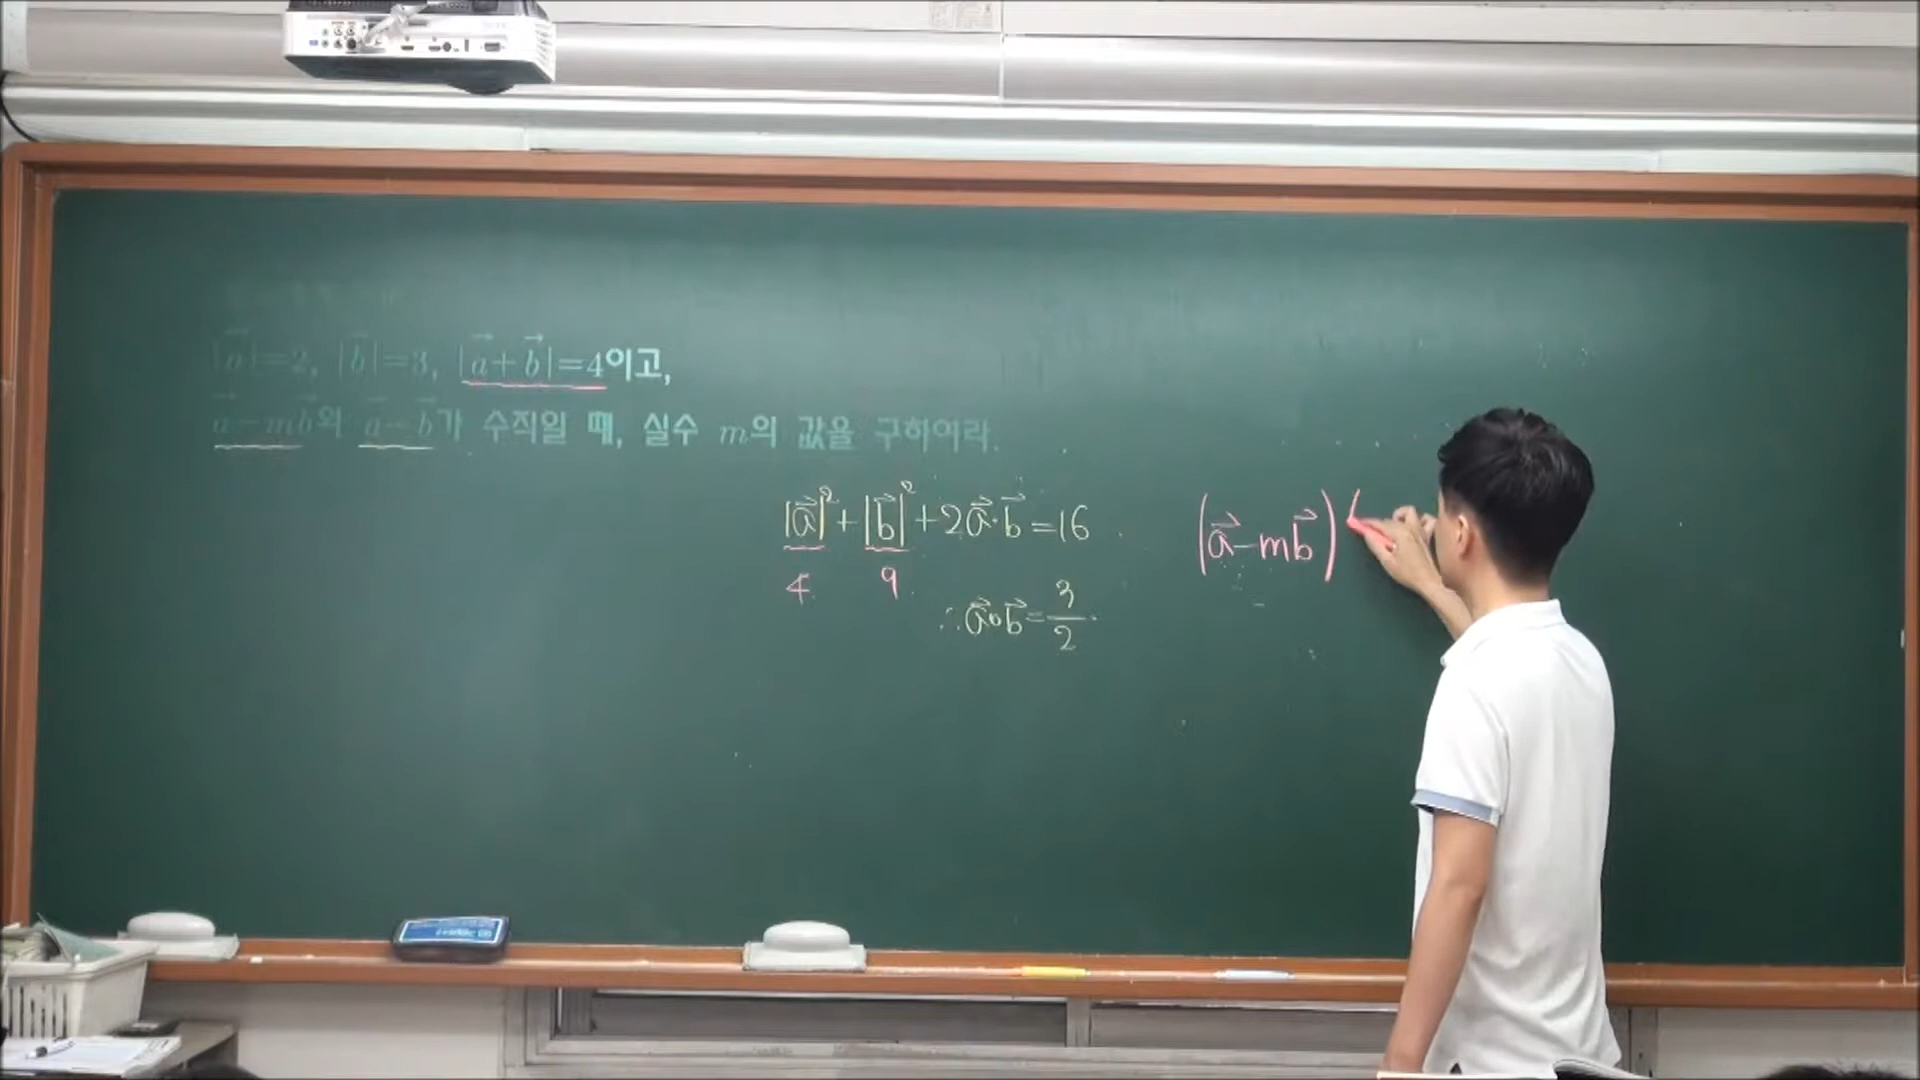 |a⃗|=2, |b⃗|=3, |a⃗+b⃗|=4이고,
a⃗-mb⃗와 a⃗-b⃗가 수직일 때, 실수 m의 값을 구하여라.
|a⃗|²+|b⃗|²+2a⃗·b⃗=16
4 9
∴a⃗·b⃗=3/2
(a⃗-mb⃗)(